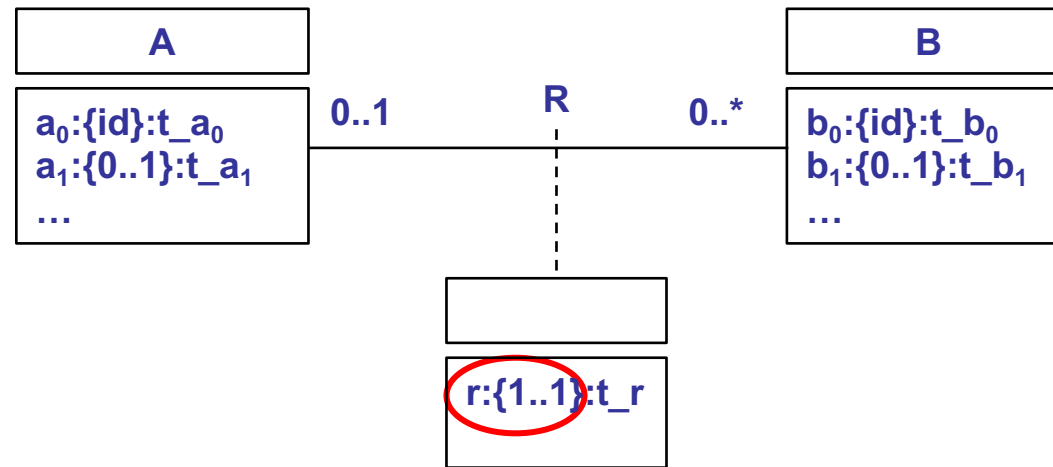 A
B
0..1
R
0..*
a₀:{id}:t_a₀
a₁:{0..1}:t_a₁
…
b₀:{id}:t_b₀
b₁:{0..1}:t_b₁
…
r:{1..1}:t_r